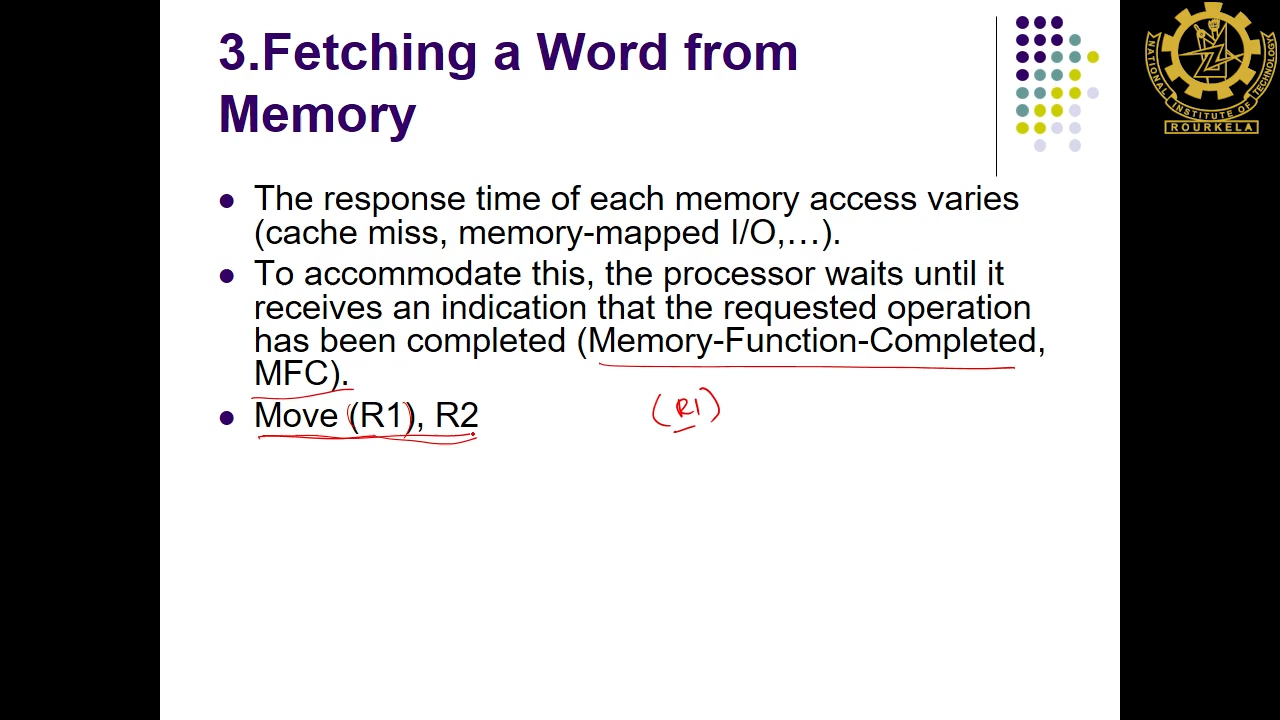 3.Fetching a Word from
Memory
The response time of each memory access varies
(cache miss, memory-mapped I/O,…).
To accommodate this, the processor waits until it
receives an indication that the requested operation
has been completed (Memory-Function-Completed,
MFC).
Move (R1), R2
(R1)
NATIONAL INSTITUTE OF TECHNOLOGY
ROURKELA